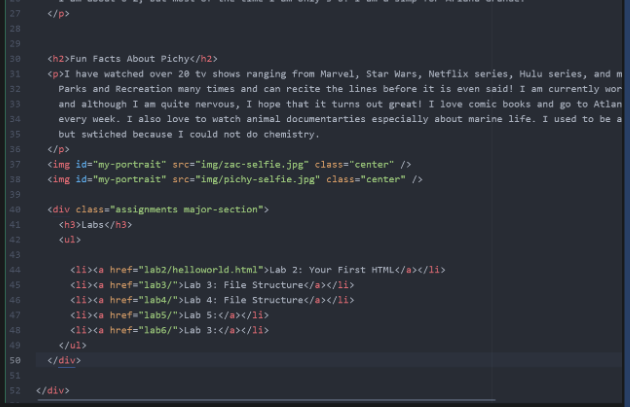 27 </p>
28
29
30 <h2>Fun Facts About Pichy</h2>
31 <p>I have watched over 20 tv shows ranging from Marvel, Star Wars, Netflix series, Hulu series, and m
32 Parks and Recreation many times and can recite the lines before it is even said! I am currently wor
33 and although I am quite nervous, I hope that it turns out great! I love comic books and go to Atlan
34 every week. I also love to watch animal documentarties especially about marine life. I used to be a
35 but swtiched because I could not do chemistry.
36 </p>
37 <img id="my-portrait" src="img/zac-selfie.jpg" class="center" />
38 <img id="my-portrait" src="img/pichy-selfie.jpg" class="center" />
39
40 <div class="assignments major-section">
41 <h3>Labs</h3>
42 <ul>
43
44 <li><a href="lab2/helloworld.html">Lab 2: Your First HTML</a></li>
45 <li><a href="lab3/">Lab 3: File Structure</a></li>
46 <li><a href="lab4/">Lab 4: File Structure</a></li>
47 <li><a href="lab5/">Lab 5:</a></li>
48 <li><a href="lab6/">Lab 3:</a></li>
49 </ul>
50 </div>
51
52 </div>